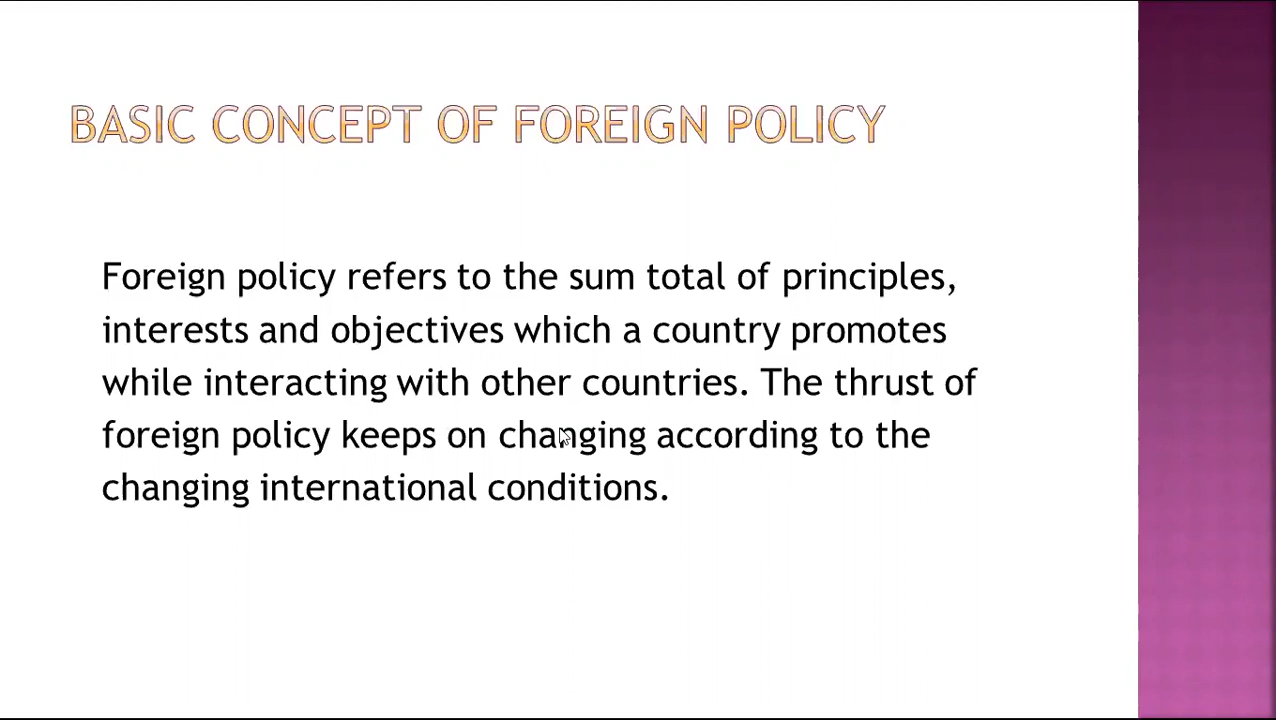 BASIC CONCEPT OF FOREIGN POLICY
Foreign policy refers to the sum total of principles,
interests and objectives which a country promotes
while interacting with other countries. The thrust of
foreign policy keeps on changing according to the
changing international conditions.